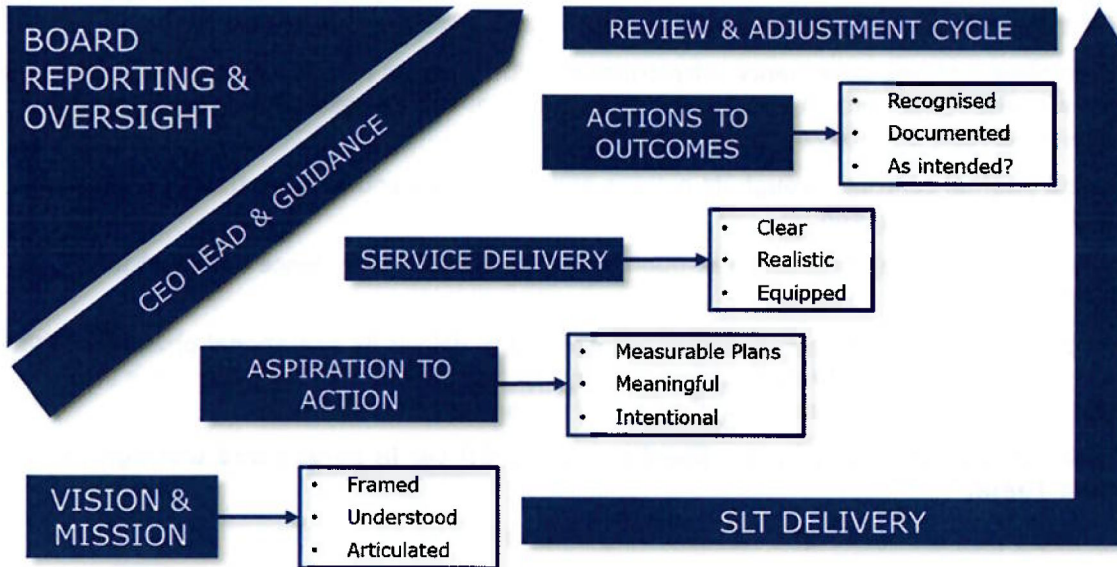 BOARD
REPORTING &
OVERSIGHT
CEO LEAD & GUIDANCE
REVIEW & ADJUSTMENT CYCLE
ACTIONS TO
OUTCOMES
• Recognised
• Documented
• As intended?
SERVICE DELIVERY
• Clear
• Realistic
• Equipped
ASPIRATION TO
ACTION
• Measurable Plans
• Meaningful
• Intentional
VISION &
MISSION
• Framed
• Understood
• Articulated
SLT DELIVERY